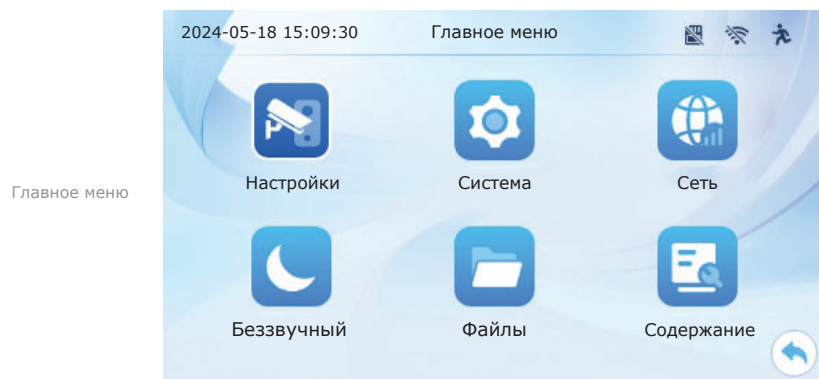 2024-05-18 15:09:30 Главное меню
Настройки Система Сеть
Главное меню
Беззвучный Файлы Содержание